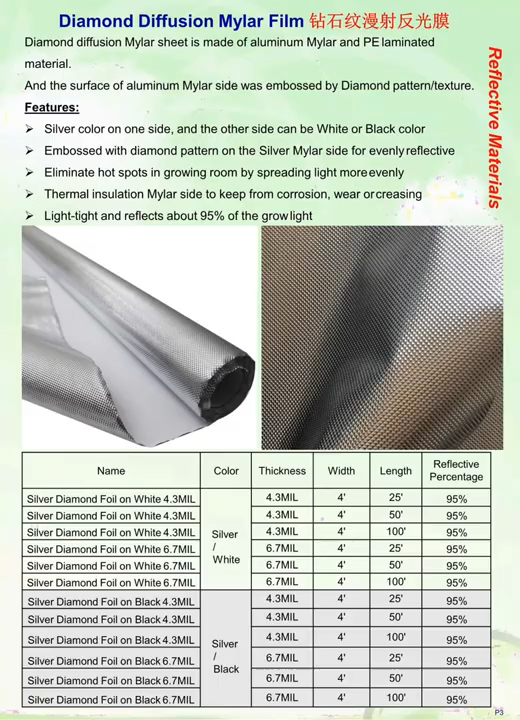 Diamond Diffusion Mylar Film 钻石纹漫射反光膜
Diamond diffusion Mylar sheet is made of aluminum Mylar and PE laminated
material.
And the surface of aluminum Mylar side was embossed by Diamond pattern/texture.
Features:
➢ Silver color on one side, and the other side can be White or Black color
➢ Embossed with diamond pattern on the Silver Mylar side for evenly reflective
➢ Eliminate hot spots in growing room by spreading light more evenly
➢ Thermal insulation Mylar side to keep from corrosion, wear or creasing
➢ Light-tight and reflects about 95% of the grow light
Reflective Materials
Name Color Thickness Width Length Reflective Percentage
Silver Diamond Foil on White 4.3MIL Silver / White 4.3MIL 4' 25' 95%
Silver Diamond Foil on White 4.3MIL 4.3MIL 4' 50' 95%
Silver Diamond Foil on White 4.3MIL 4.3MIL 4' 100' 95%
Silver Diamond Foil on White 6.7MIL 6.7MIL 4' 25' 95%
Silver Diamond Foil on White 6.7MIL 6.7MIL 4' 50' 95%
Silver Diamond Foil on White 6.7MIL 6.7MIL 4' 100' 95%
Silver Diamond Foil on Black 4.3MIL Silver / Black 4.3MIL 4' 25' 95%
Silver Diamond Foil on Black 4.3MIL 4.3MIL 4' 50' 95%
Silver Diamond Foil on Black 4.3MIL 4.3MIL 4' 100' 95%
Silver Diamond Foil on Black 6.7MIL 6.7MIL 4' 25' 95%
Silver Diamond Foil on Black 6.7MIL 6.7MIL 4' 50' 95%
Silver Diamond Foil on Black 6.7MIL 6.7MIL 4' 100' 95%
P3